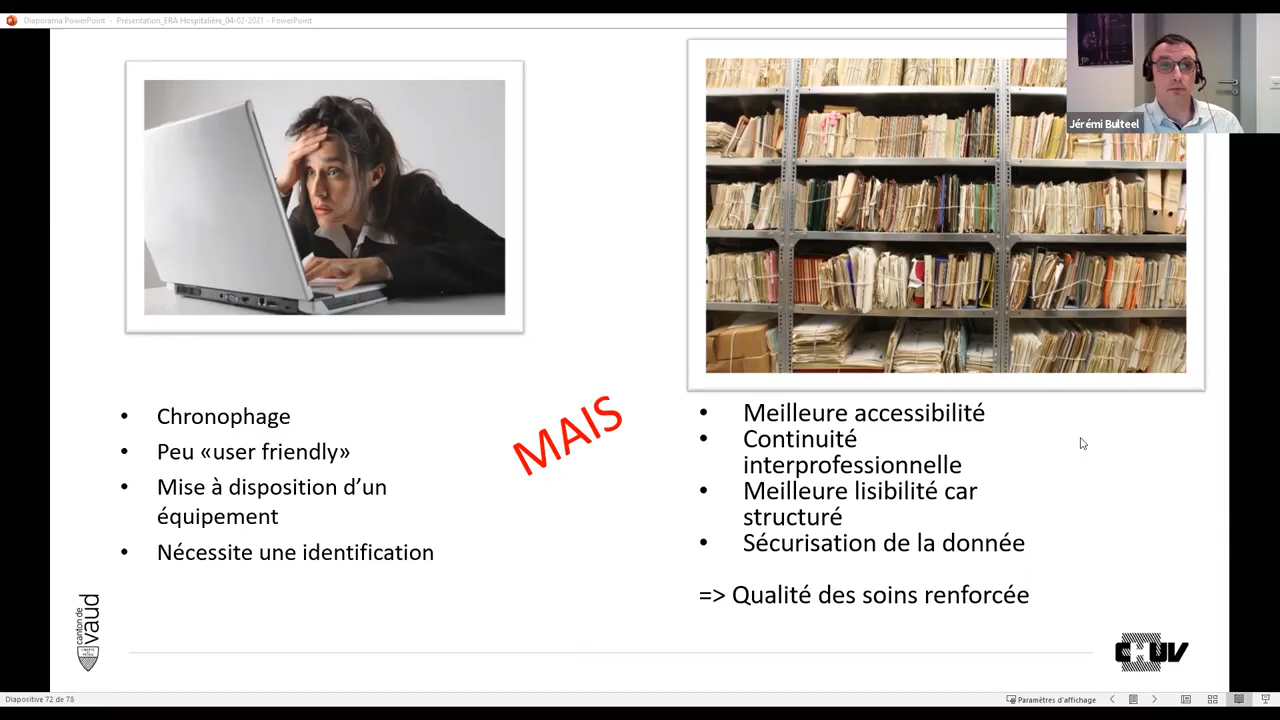 Diaporama PowerPoint - Présentation_ERA Hospitalière_04-02-2021 - PowerPoint
Jérémi Bulteel
• Chronophage
• Peu «user friendly»
• Mise à disposition d’un
équipement
• Nécessite une identification
MAIS
• Meilleure accessibilité
• Continuité
interprofessionnelle
• Meilleure lisibilité car
structuré
• Sécurisation de la donnée
=> Qualité des soins renforcée
canton de
vaud
CHUV
Diapositive 72 de 78
Paramètres d'affichage